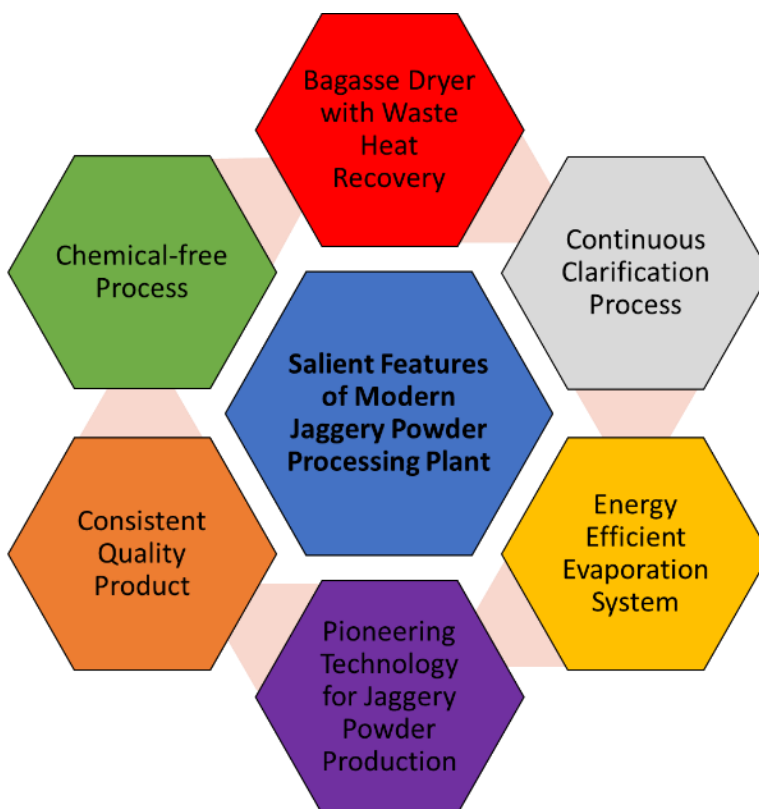 Bagasse Dryer
with Waste
Heat
Recovery
Chemical-free
Process
Continuous
Clarification
Process
Salient Features
of Modern
Jaggery Powder
Processing Plant
Consistent
Quality
Product
Energy
Efficient
Evaporation
System
Pioneering
Technology
for Jaggery
Powder
Production